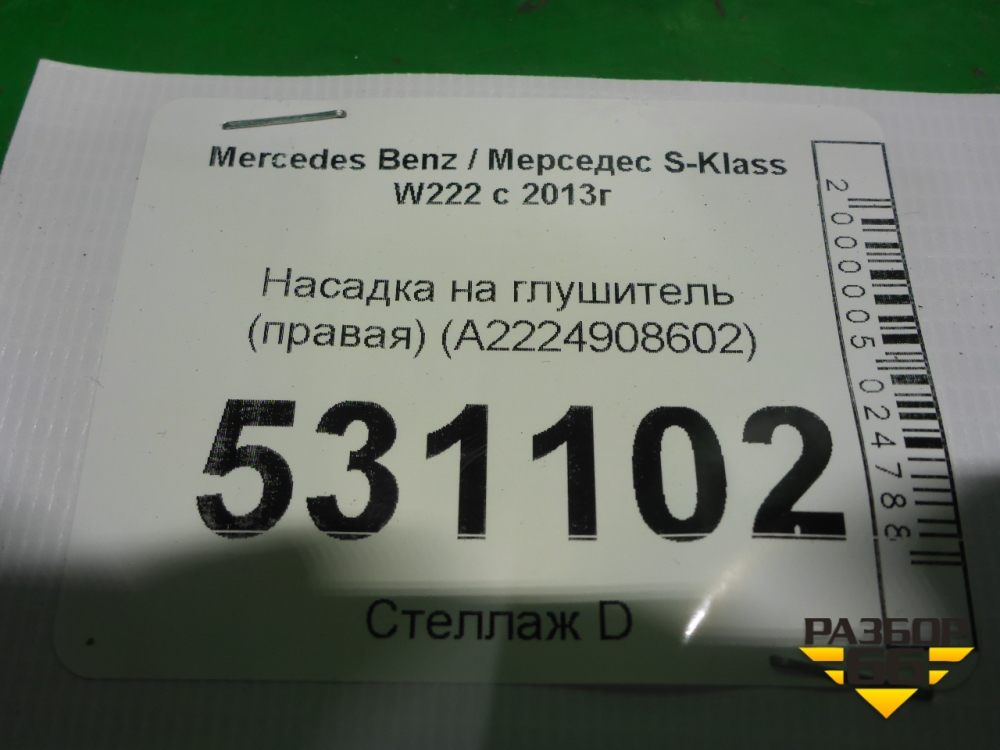 Mercedes Benz / Мерседес S-Klass
W222 с 2013г
Насадка на глушитель
(правая) (A2224908602)
531102
Стеллаж D
2000005024788
РАЗБОР
66